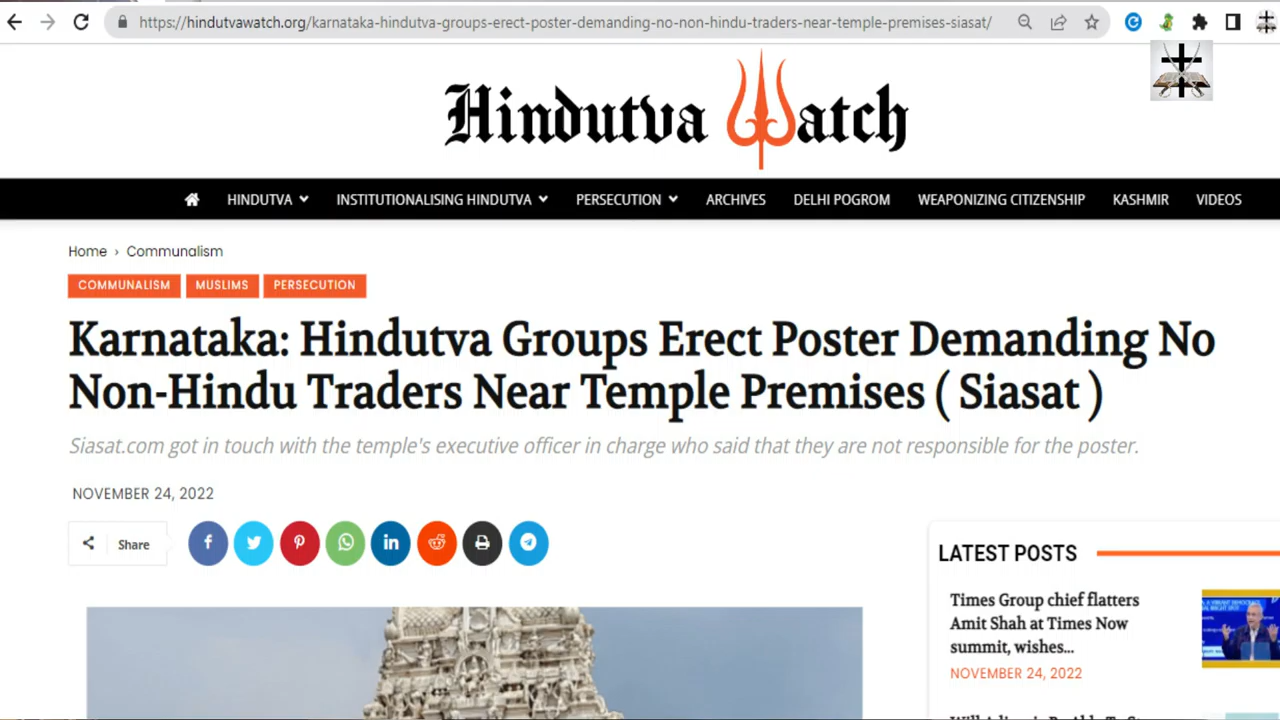 https://hindutvawatch.org/karnataka-hindutva-groups-erect-poster-demanding-no-non-hindu-traders-near-temple-premises-siasat/
Hindutva Watch
HINDUTVA INSTITUTIONALISING HINDUTVA PERSECUTION ARCHIVES DELHI POGROM WEAPONIZING CITIZENSHIP KASHMIR VIDEOS
Home › Communalism
COMMUNALISM MUSLIMS PERSECUTION
Karnataka: Hindutva Groups Erect Poster Demanding No
Non-Hindu Traders Near Temple Premises ( Siasat )
Siasat.com got in touch with the temple's executive officer in charge who said that they are not responsible for the poster.
NOVEMBER 24, 2022
Share
LATEST POSTS
Times Group chief flatters
Amit Shah at Times Now
summit, wishes...
NOVEMBER 24, 2022